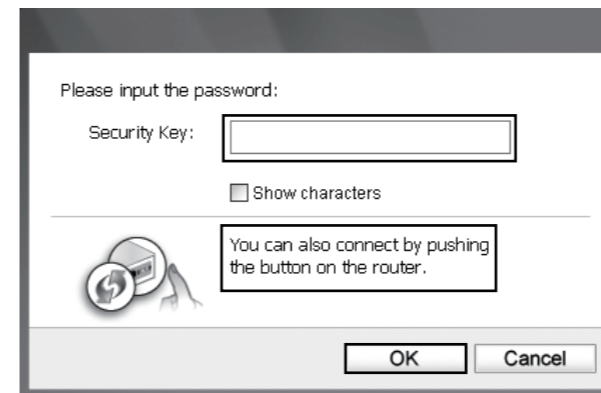 Please input the password:
Security Key:
Show characters
You can also connect by pushing
the button on the router.
OK
Cancel